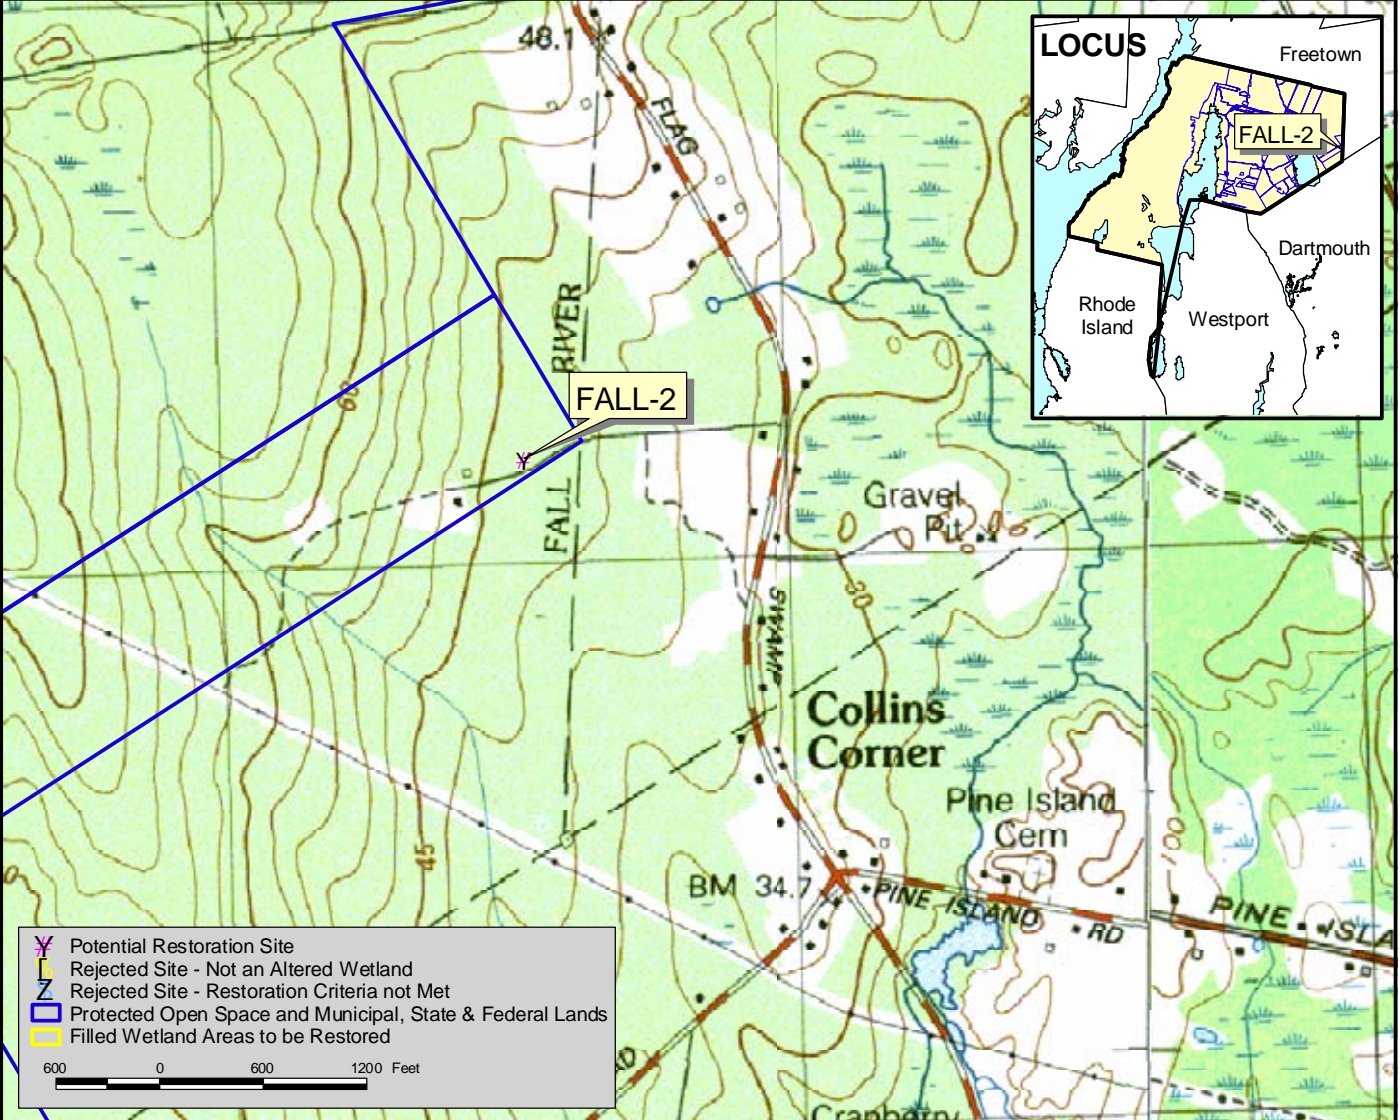 48.1
FLAG
LOCUS
Freetown
FALL-2
Dartmouth
Rhode
Island
Westport
RIVER
60
FALL-2
FALL
Gravel
Pit
30
SWAMP
Collins
Corner
Pine Island
Cem
45
BM 34.7
PINE ISLAND
RD
PINE ISLA
Potential Restoration Site
Rejected Site - Not an Altered Wetland
Rejected Site - Restoration Criteria not Met
Protected Open Space and Municipal, State & Federal Lands
Filled Wetland Areas to be Restored
600 0 600 1200 Feet
RD
Cranberry